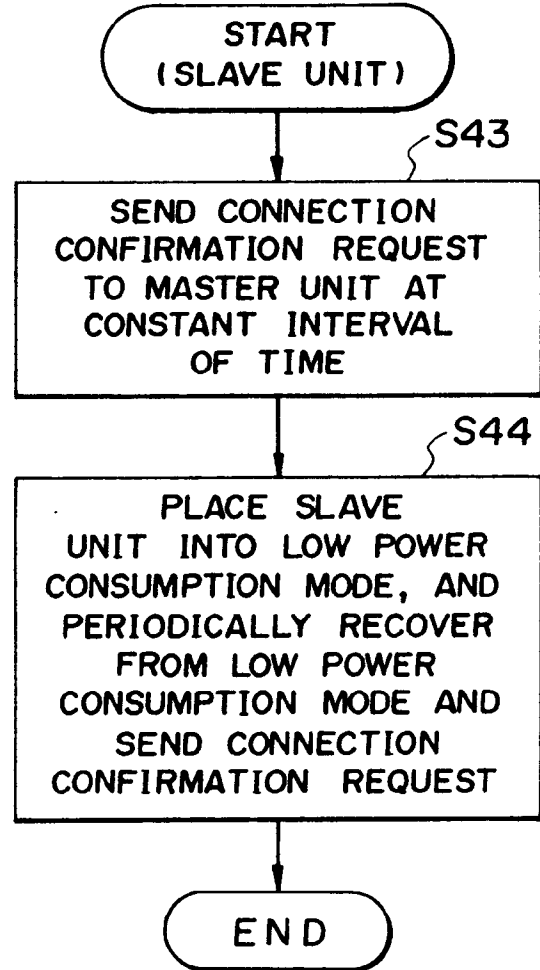 START
(SLAVE UNIT)
S43
SEND CONNECTION
CONFIRMATION REQUEST
TO MASTER UNIT AT
CONSTANT INTERVAL
OF TIME
S44
PLACE SLAVE
UNIT INTO LOW POWER
CONSUMPTION MODE, AND
PERIODICALLY RECOVER
FROM LOW POWER
CONSUMPTION MODE AND
SEND CONNECTION
CONFIRMATION REQUEST
END